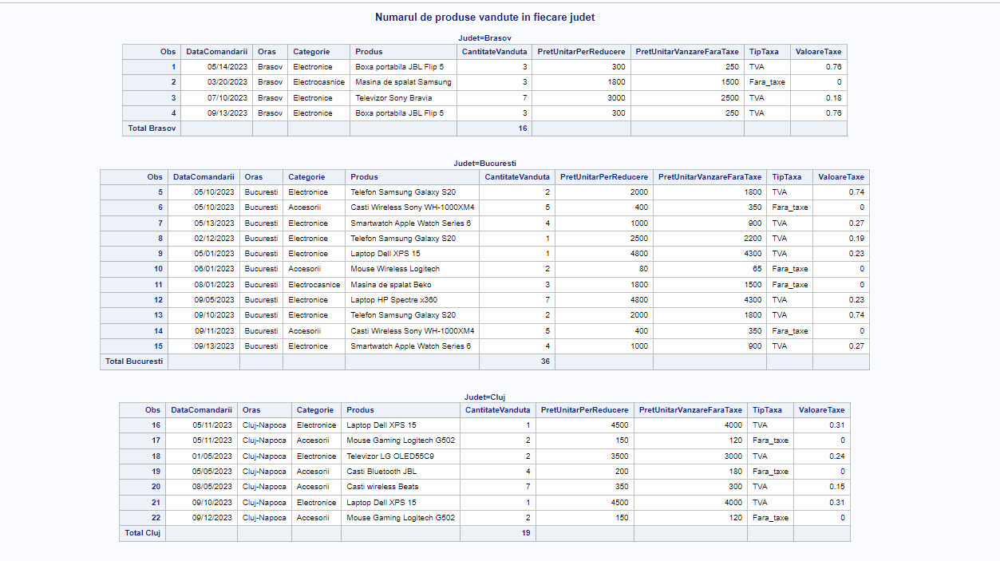 Numarul de produse vandute in fiecare judet
Judet=Brasov
Obs DataComandarii Oras Categorie Produs CantitateVanduta PretUnitarPerReducere PretUnitarVanzareFaraTaxe TipTaxa ValoareTaxe
1 05/14/2023 Brasov Electronice Boxa portabila JBL Flip 5 3 300 250 TVA 0.76
2 03/20/2023 Brasov Electrocasnice Masina de spalat Samsung 3 1800 1500 Fara_taxe 0
3 07/10/2023 Brasov Electronice Televizor Sony Bravia 7 3000 2500 TVA 0.18
4 09/13/2023 Brasov Electronice Boxa portabila JBL Flip 5 3 300 250 TVA 0.76
Total Brasov 16
Judet=Bucuresti
Obs DataComandarii Oras Categorie Produs CantitateVanduta PretUnitarPerReducere PretUnitarVanzareFaraTaxe TipTaxa ValoareTaxe
5 05/10/2023 Bucuresti Electronice Telefon Samsung Galaxy S20 2 2000 1800 TVA 0.74
6 05/10/2023 Bucuresti Accesorii Casti Wireless Sony WH-1000XM4 5 400 350 Fara_taxe 0
7 05/13/2023 Bucuresti Electronice Smartwatch Apple Watch Series 6 4 1000 900 TVA 0.27
8 02/12/2023 Bucuresti Electronice Telefon Samsung Galaxy S20 1 2500 2200 TVA 0.19
9 05/01/2023 Bucuresti Electronice Laptop Dell XPS 15 1 4800 4300 TVA 0.23
10 06/01/2023 Bucuresti Accesorii Mouse Wireless Logitech 2 80 65 Fara_taxe 0
11 08/01/2023 Bucuresti Electrocasnice Masina de spalat Beko 3 1800 1500 Fara_taxe 0
12 09/05/2023 Bucuresti Electronice Laptop HP Spectre x360 7 4800 4300 TVA 0.23
13 09/10/2023 Bucuresti Electronice Telefon Samsung Galaxy S20 2 2000 1800 TVA 0.74
14 09/11/2023 Bucuresti Accesorii Casti Wireless Sony WH-1000XM4 5 400 350 Fara_taxe 0
15 09/13/2023 Bucuresti Electronice Smartwatch Apple Watch Series 6 4 1000 900 TVA 0.27
Total Bucuresti 36
Judet=Cluj
Obs DataComandarii Oras Categorie Produs CantitateVanduta PretUnitarPerReducere PretUnitarVanzareFaraTaxe TipTaxa ValoareTaxe
16 05/11/2023 Cluj-Napoca Electronice Laptop Dell XPS 15 1 4500 4000 TVA 0.31
17 05/11/2023 Cluj-Napoca Accesorii Mouse Gaming Logitech G502 2 150 120 Fara_taxe 0
18 01/05/2023 Cluj-Napoca Electronice Televizor LG OLED55C9 2 3500 3000 TVA 0.24
19 05/05/2023 Cluj-Napoca Accesorii Casti Bluetooth JBL 4 200 180 Fara_taxe 0
20 08/05/2023 Cluj-Napoca Accesorii Casti wireless Beats 7 350 300 TVA 0.15
21 09/10/2023 Cluj-Napoca Electronice Laptop Dell XPS 15 1 4500 4000 TVA 0.31
22 09/12/2023 Cluj-Napoca Accesorii Mouse Gaming Logitech G502 2 150 120 Fara_taxe 0
Total Cluj 19